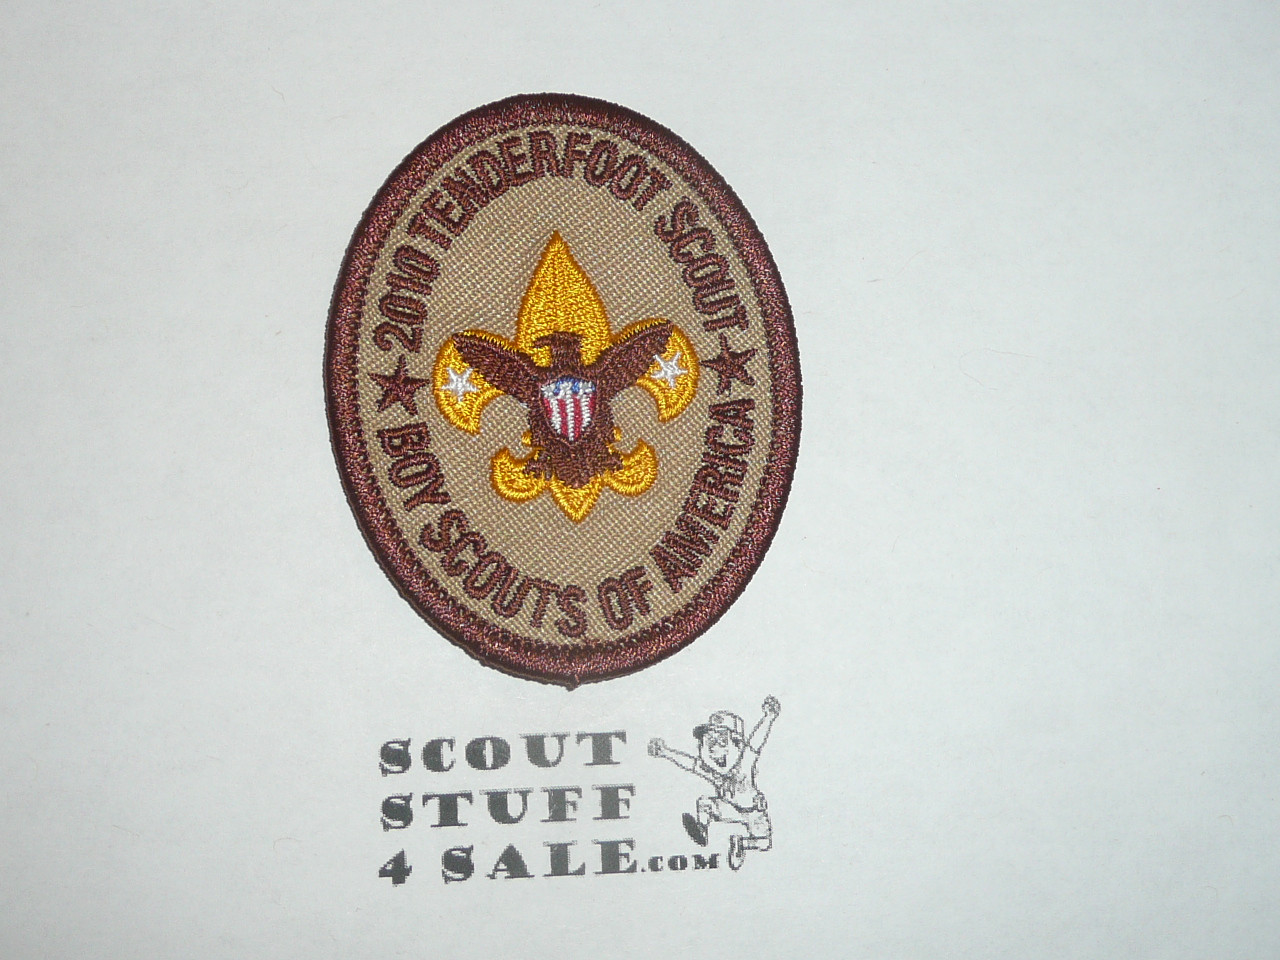 2010 TENDERFOOT SCOUT
BOY SCOUTS OF AMERICA
SCOUT
STUFF
4 SALE.COM